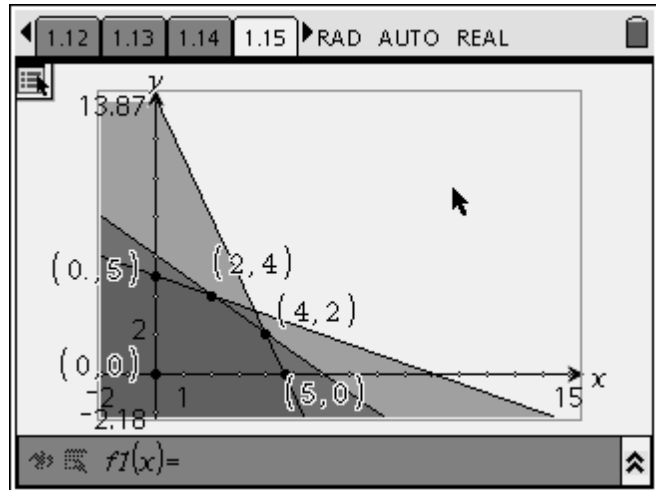 1.12 1.13 1.14 1.15 RAD AUTO REAL
y
13.87
(0.,5)
(2,4)
(4,2)
2
(0,0)
(5,0)
x
-2
1
15
-2.18
f1(x)=